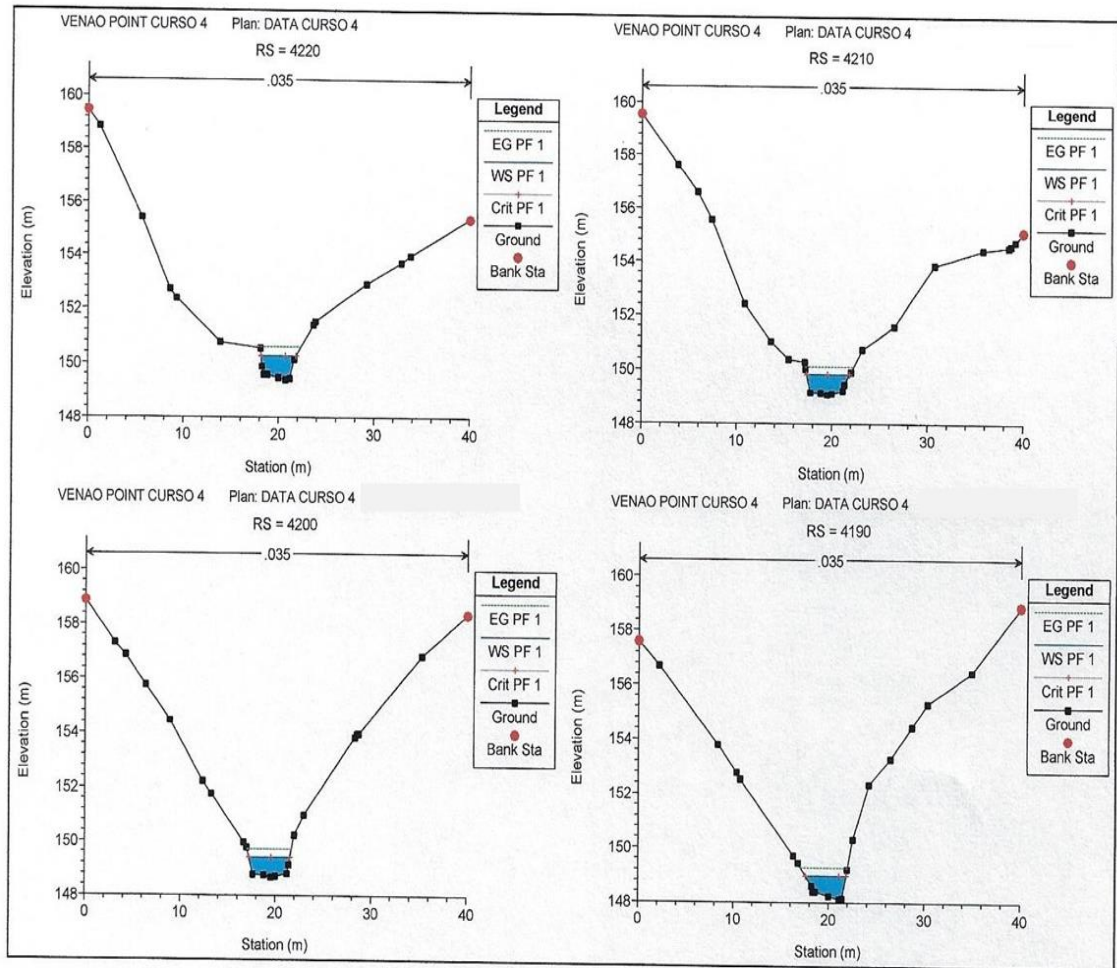 VENAO POINT CURSO 4 Plan: DATA CURSO 4
RS = 4220
.035
160
158
156
154
152
150
148
Elevation (m)
0 10 20 30 40
Station (m)
Legend
EG PF 1
WS PF 1
Crit PF 1
Ground
Bank Sta
VENAO POINT CURSO 4 Plan: DATA CURSO 4
RS = 4210
.035
160
158
156
154
152
150
148
Elevation (m)
0 10 20 30 40
Station (m)
Legend
EG PF 1
WS PF 1
Crit PF 1
Ground
Bank Sta
VENAO POINT CURSO 4 Plan: DATA CURSO 4
RS = 4200
.035
160
158
156
154
152
150
148
Elevation (m)
0 10 20 30 40
Station (m)
Legend
EG PF 1
WS PF 1
Crit PF 1
Ground
Bank Sta
VENAO POINT CURSO 4 Plan: DATA CURSO 4
RS = 4190
.035
160
158
156
154
152
150
148
Elevation (m)
0 10 20 30 40
Station (m)
Legend
EG PF 1
WS PF 1
Crit PF 1
Ground
Bank Sta